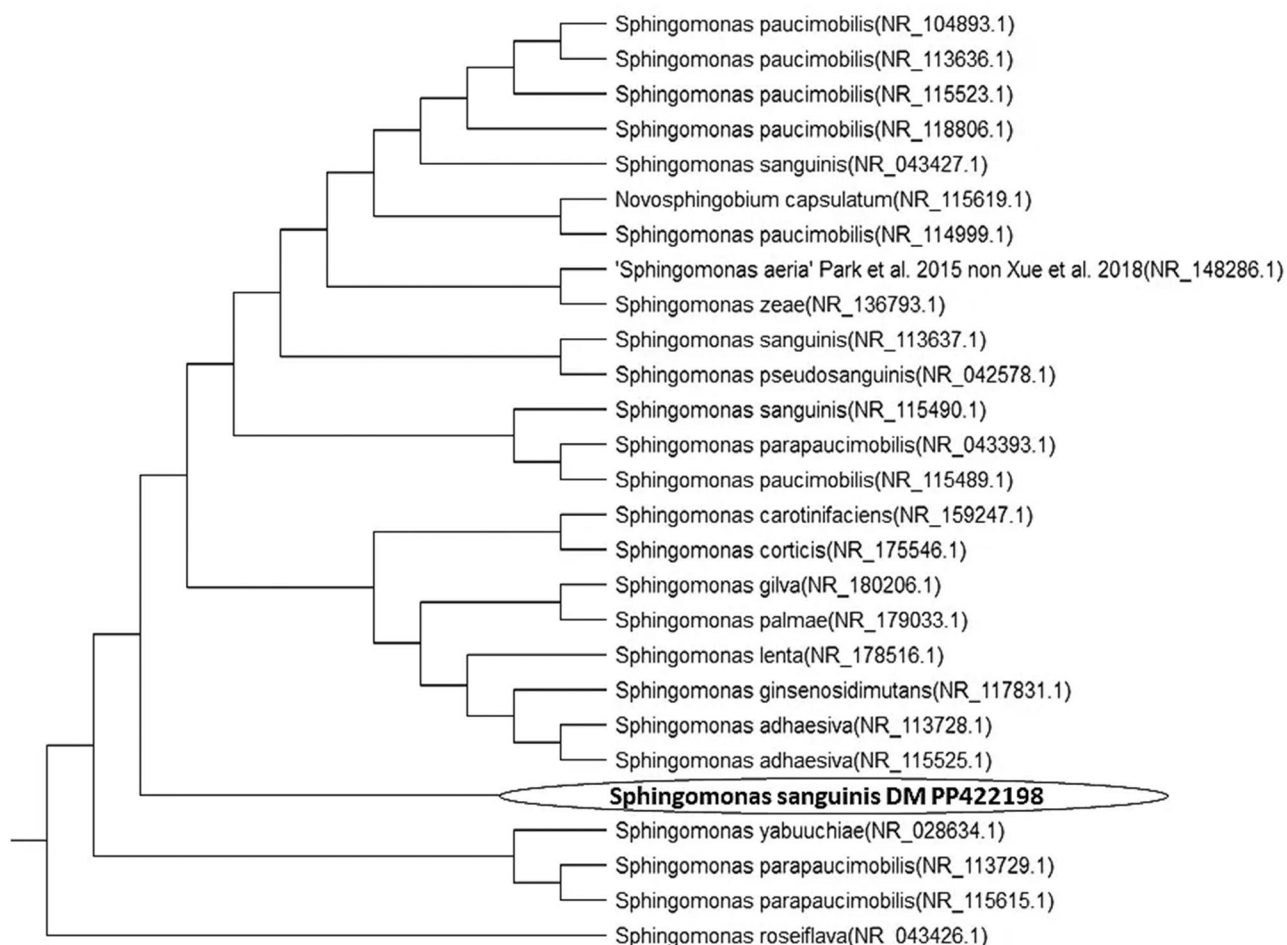 Sphingomonas paucimobilis(NR_104893.1)
Sphingomonas paucimobilis(NR_113636.1)
Sphingomonas paucimobilis(NR_115523.1)
Sphingomonas paucimobilis(NR_118806.1)
Sphingomonas sanguinis(NR_043427.1)
Novosphingobium capsulatum(NR_115619.1)
Sphingomonas paucimobilis(NR_114999.1)
'Sphingomonas aeria' Park et al. 2015 non Xue et al. 2018(NR_148286.1)
Sphingomonas zeae(NR_136793.1)
Sphingomonas sanguinis(NR_113637.1)
Sphingomonas pseudosanguinis(NR_042578.1)
Sphingomonas sanguinis(NR_115490.1)
Sphingomonas parapaucimobilis(NR_043393.1)
Sphingomonas paucimobilis(NR_115489.1)
Sphingomonas carotinifaciens(NR_159247.1)
Sphingomonas corticis(NR_175546.1)
Sphingomonas gilva(NR_180206.1)
Sphingomonas palmae(NR_179033.1)
Sphingomonas lenta(NR_178516.1)
Sphingomonas ginsenosidimutans(NR_117831.1)
Sphingomonas adhaesiva(NR_113728.1)
Sphingomonas adhaesiva(NR_115525.1)
Sphingomonas sanguinis DM PP422198
Sphingomonas yabuuchiae(NR_028634.1)
Sphingomonas parapaucimobilis(NR_113729.1)
Sphingomonas parapaucimobilis(NR_115615.1)
Sphingomonas roseiflava(NR_043426.1)